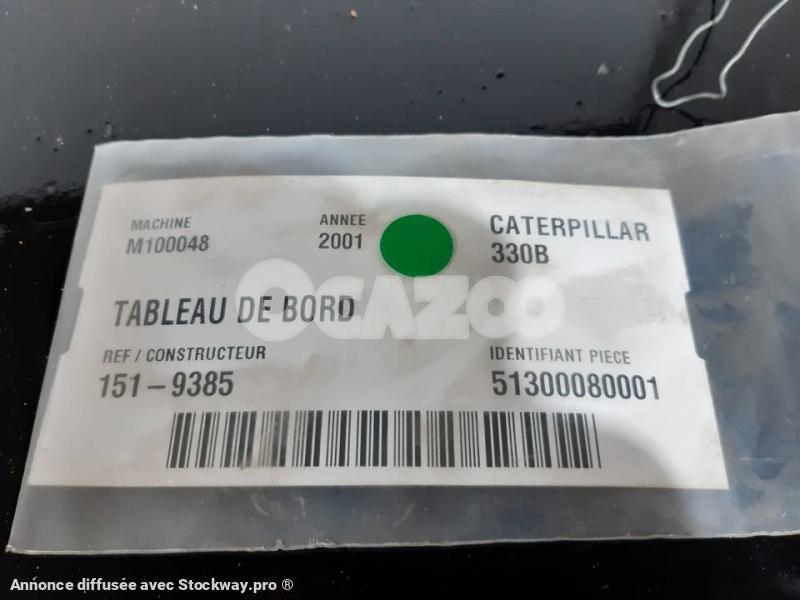 MACHINE
M100048
ANNEE
2001
CATERPILLAR
330B
TABLEAU DE BORD
OCAZOO
REF / CONSTRUCTEUR
151-9385
IDENTIFIANT PIECE
51300080001
Annonce diffusée avec Stockway.pro ®